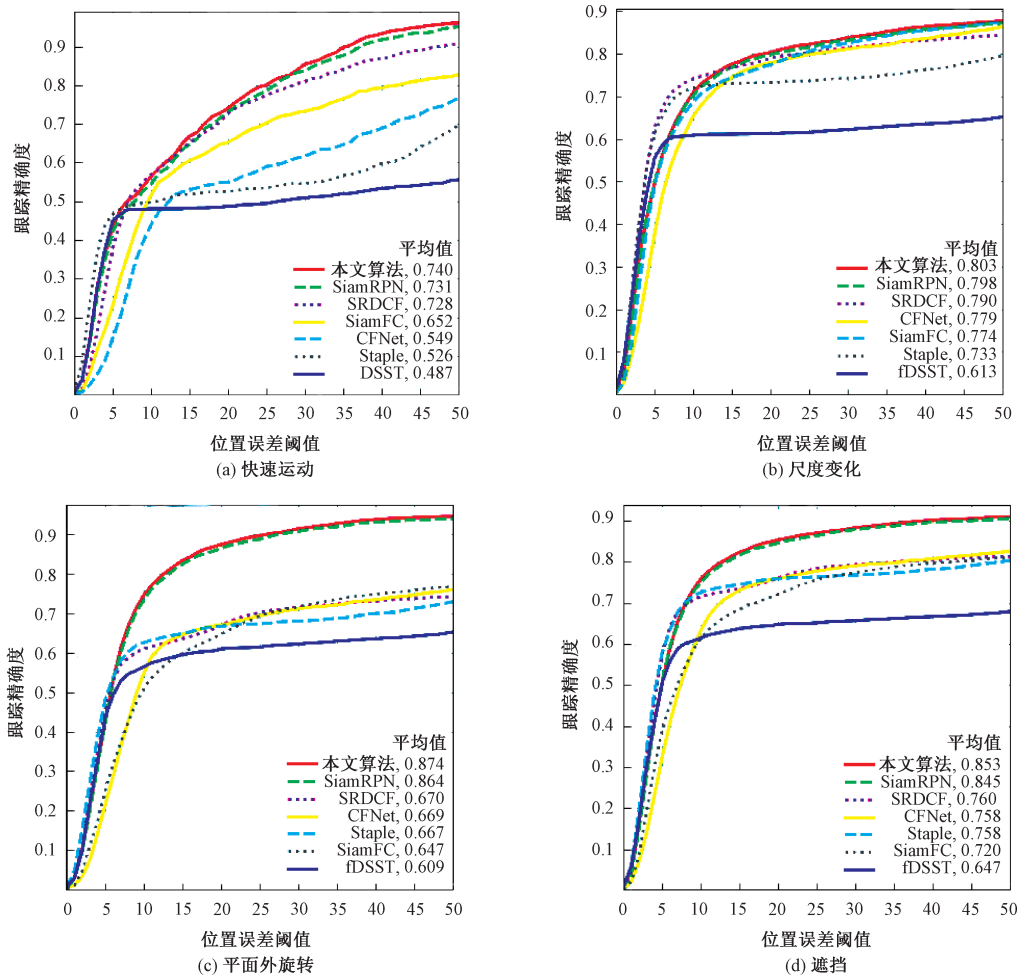 0.9
0.8
0.7
0.6
0.5
0.4
0.3
0.2
0.1
跟踪精确度
平均值
本文算法, 0.740
SiamRPN, 0.731
SRDCF, 0.728
SiamFC, 0.652
CFNet, 0.549
Staple, 0.526
DSST, 0.487
0 5 10 15 20 25 30 35 40 45 50
位置误差阈值
(a) 快速运动
0.9
0.8
0.7
0.6
0.5
0.4
0.3
0.2
0.1
跟踪精确度
平均值
本文算法, 0.803
SiamRPN, 0.798
SRDCF, 0.790
CFNet, 0.779
SiamFC, 0.774
Staple, 0.733
fDSST, 0.613
0 5 10 15 20 25 30 35 40 45 50
位置误差阈值
(b) 尺度变化
0.9
0.8
0.7
0.6
0.5
0.4
0.3
0.2
0.1
跟踪精确度
平均值
本文算法, 0.874
SiamRPN, 0.864
SRDCF, 0.670
CFNet, 0.669
Staple, 0.667
SiamFC, 0.647
fDSST, 0.609
0 5 10 15 20 25 30 35 40 45 50
位置误差阈值
(c) 平面外旋转
0.9
0.8
0.7
0.6
0.5
0.4
0.3
0.2
0.1
跟踪精确度
平均值
本文算法, 0.853
SiamRPN, 0.845
SRDCF, 0.760
CFNet, 0.758
Staple, 0.758
SiamFC, 0.720
fDSST, 0.647
0 5 10 15 20 25 30 35 40 45 50
位置误差阈值
(d) 遮挡